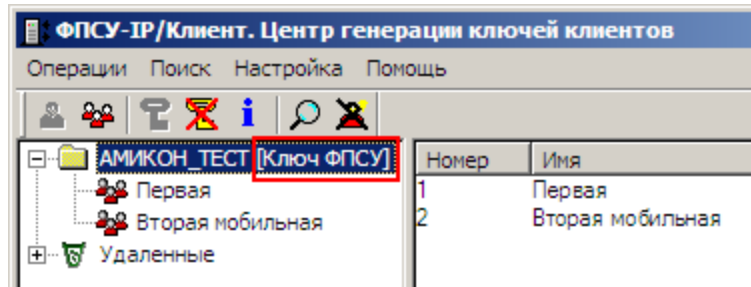 ФПСУ-IP/Клиент. Центр генерации ключей клиентов
Операции Поиск Настройка Помощь
АМИКОН_ТЕСТ [Ключ ФПСУ]
Первая
Вторая мобильная
Удаленные
Номер Имя
1 Первая
2 Вторая мобильная